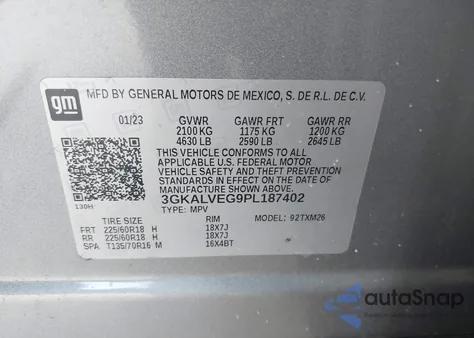 gm
MFD BY GENERAL MOTORS DE MEXICO, S. DE R.L. DE C.V.
01/23 GVWR GAWR FRT GAWR RR
2100 KG 1175 KG 1200 KG
4630 LB 2590 LB 2645 LB
THIS VEHICLE CONFORMS TO ALL
APPLICABLE U.S. FEDERAL MOTOR
VEHICLE SAFETY AND THEFT PREVENTION
STANDARDS IN EFFECT ON THE DATE OF
MANUFACTURE SHOWN ABOVE.
3GKALVEG9PL187402
130H TYPE: MPV MODEL: 92TXM26
TIRE SIZE RIM
FRT 225/60R18 H 18X7J
RR 225/60R18 H 18X7J
SPA T135/70R16 M 16X4BT
autoSnap